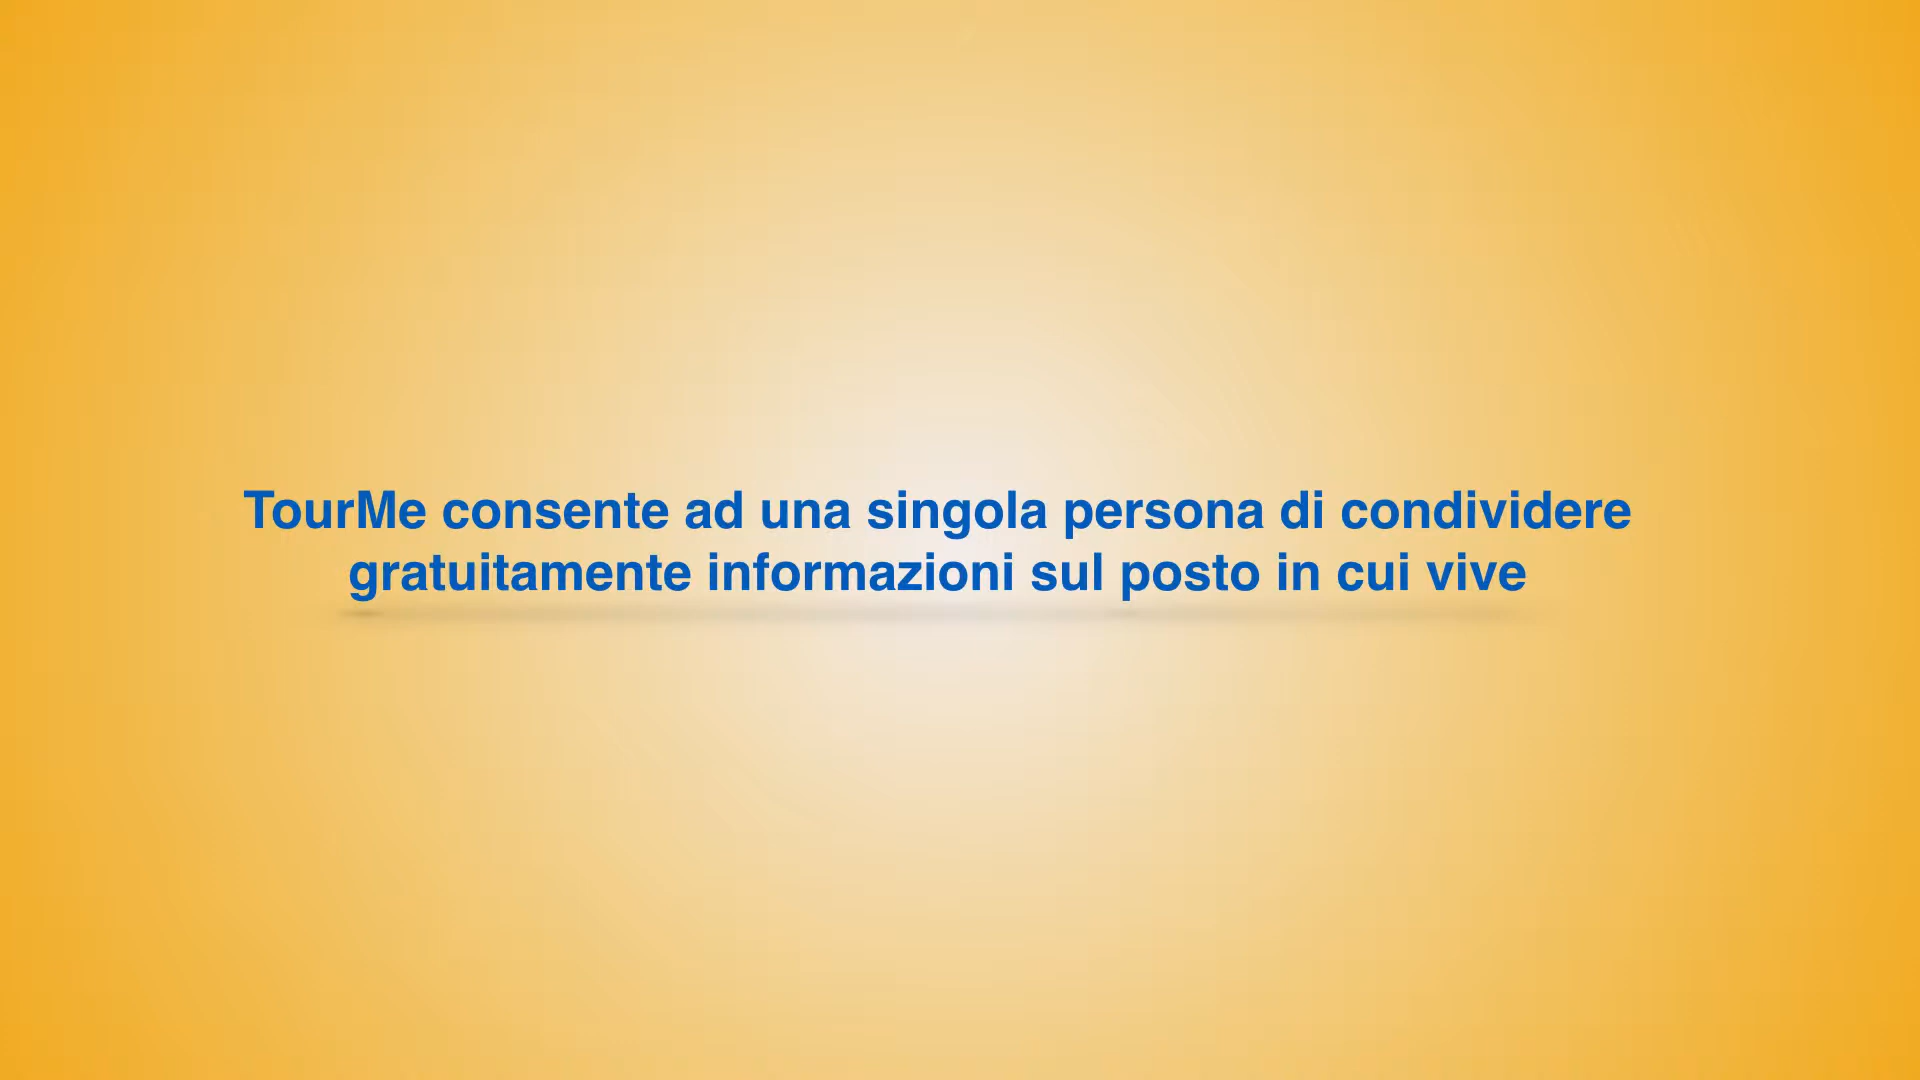 TourMe consente ad una singola persona di condividere
gratuitamente informazioni sul posto in cui vive